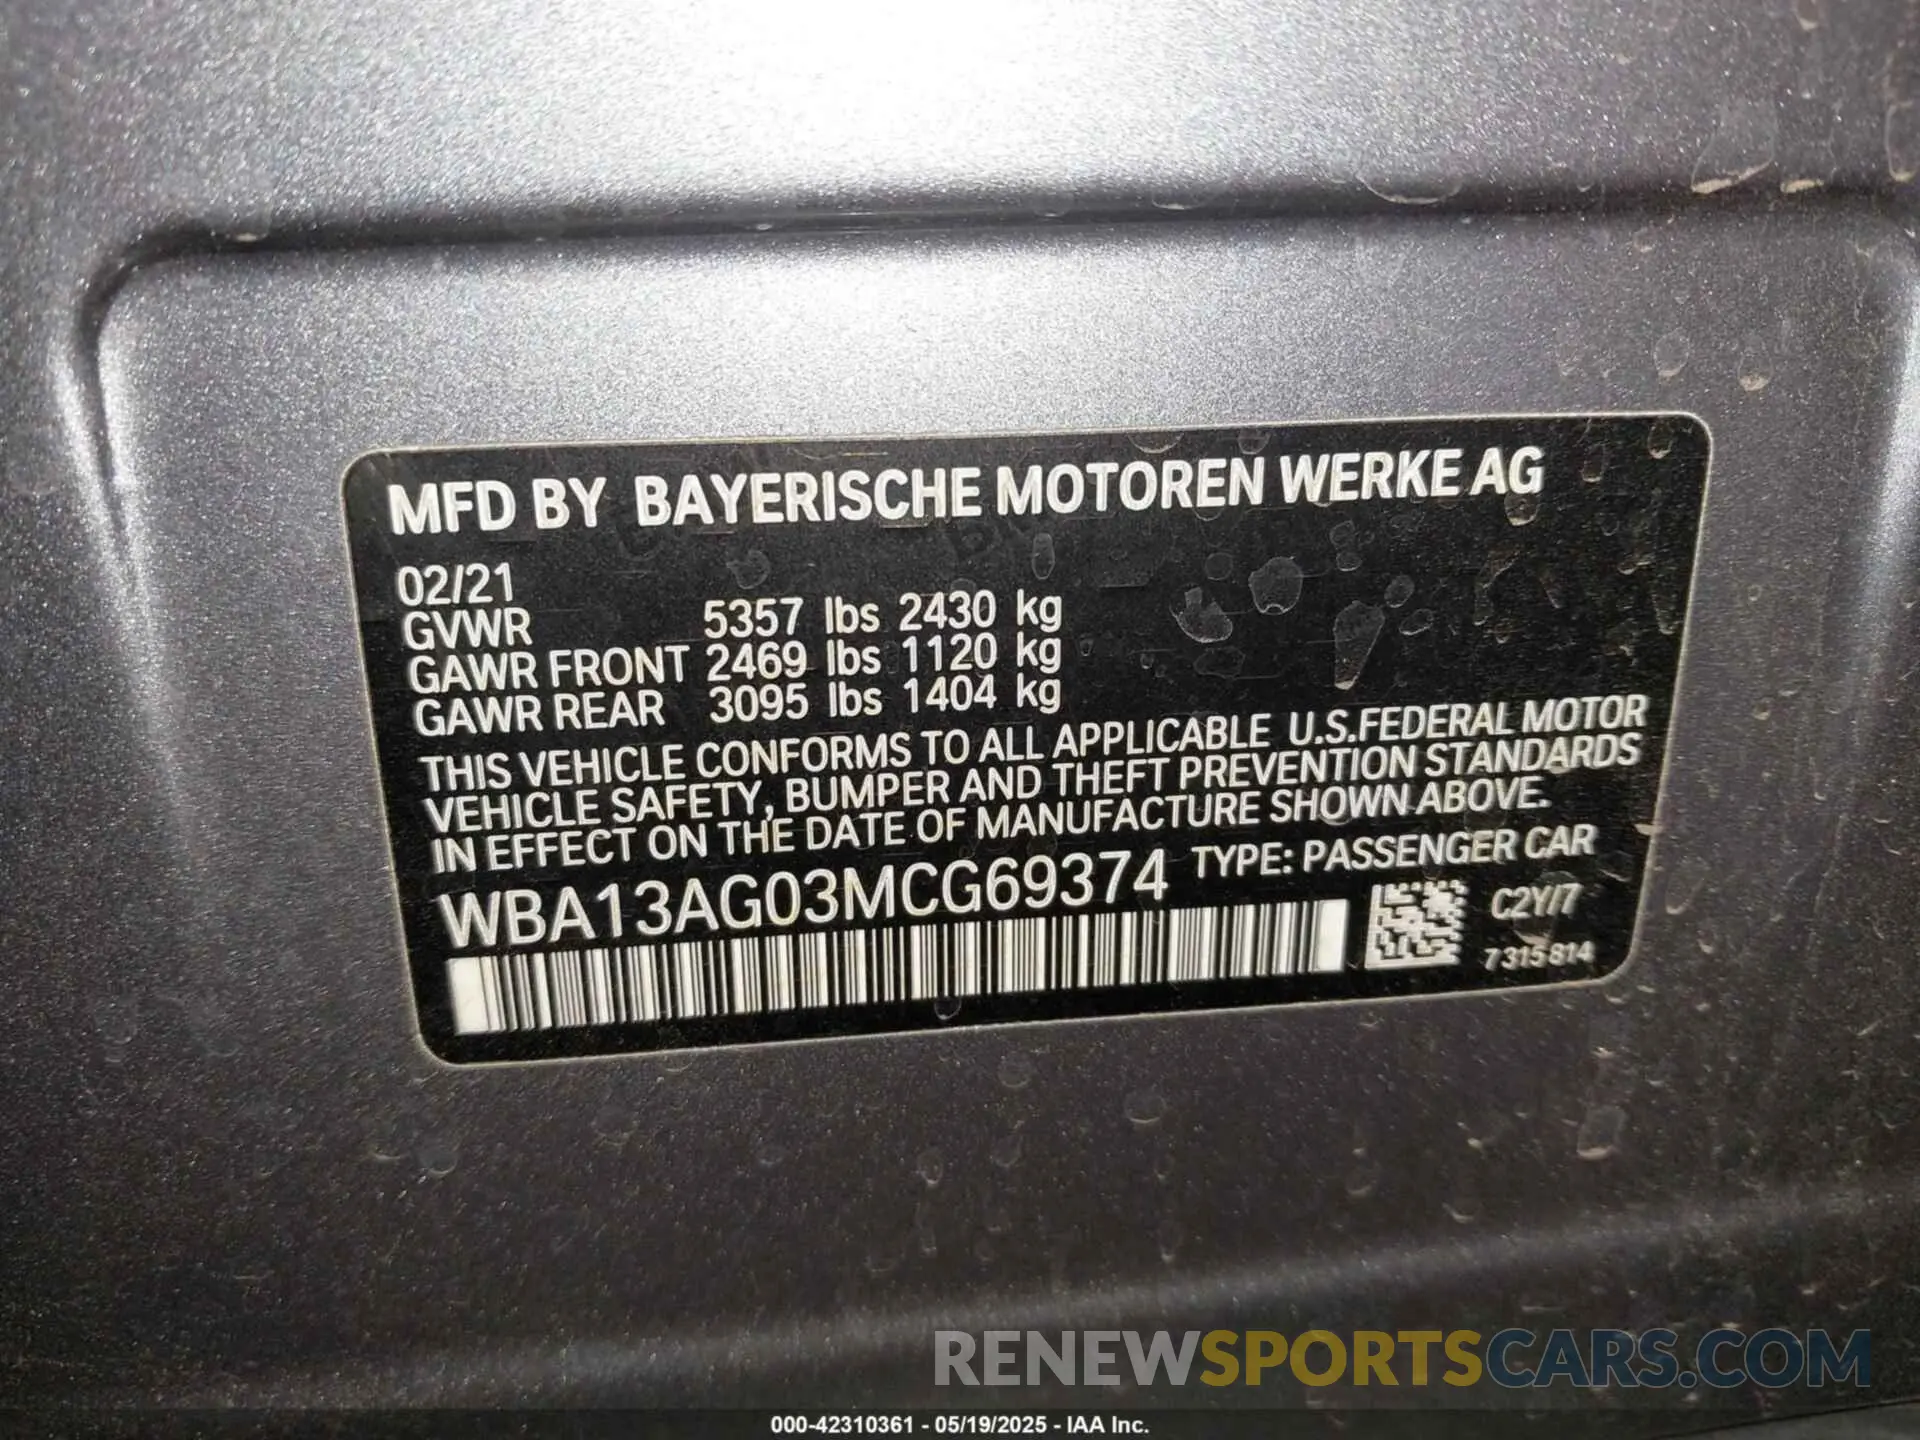 MFD BY BAYERISCHE MOTOREN WERKE AG
02/21
GVWR 5357 lbs 2430 kg
GAWR FRONT 2469 lbs 1120 kg
GAWR REAR 3095 lbs 1404 kg
THIS VEHICLE CONFORMS TO ALL APPLICABLE U.S.FEDERAL MOTOR
VEHICLE SAFETY, BUMPER AND THEFT PREVENTION STANDARDS
IN EFFECT ON THE DATE OF MANUFACTURE SHOWN ABOVE.
WBA13AG03MCG69374 TYPE: PASSENGER CAR
C2Y/7
7315814
RENEWSPORTSCARS.COM
000-42310361 - 05/19/2025 - IAA Inc.